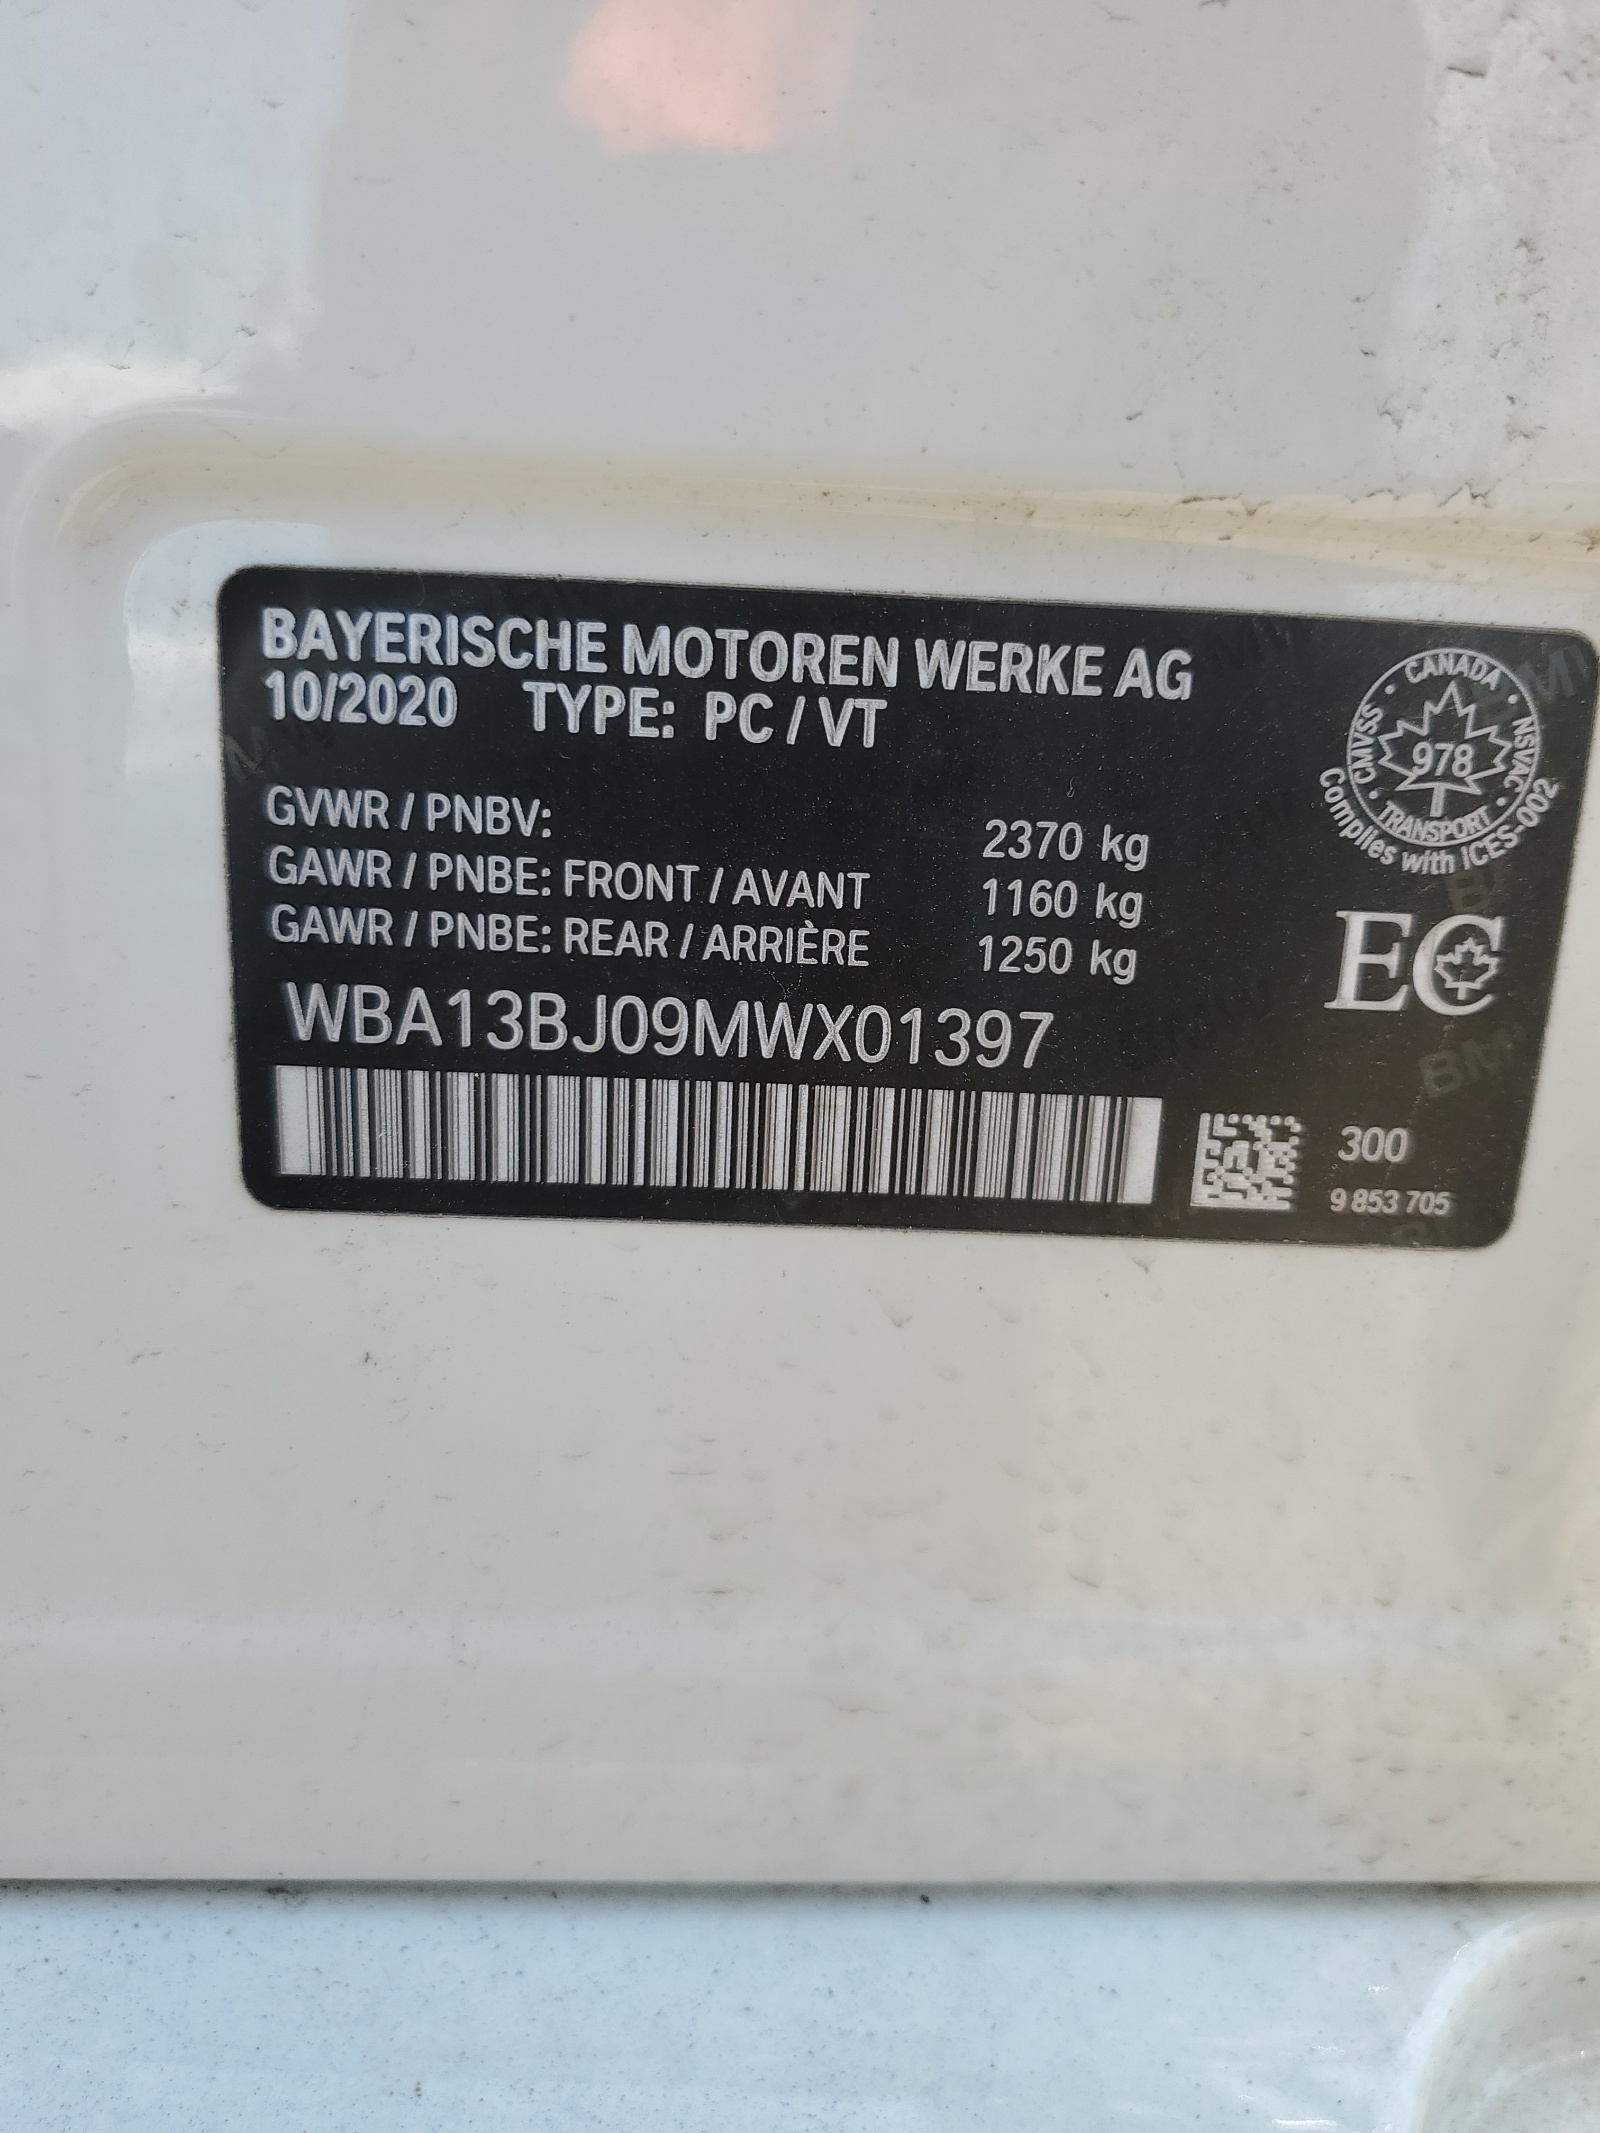 BAYERISCHE MOTOREN WERKE AG
10/2020 TYPE: PC / VT
GVWR / PNBV: 2370 kg
GAWR / PNBE: FRONT / AVANT 1160 kg
GAWR / PNBE: REAR / ARRIÈRE 1250 kg
WBA13BJ09MWX01397
CANADA
CMVSS
978
NSVAC
TRANSPORT
Complies with ICES-002
EC
300
9 853 705